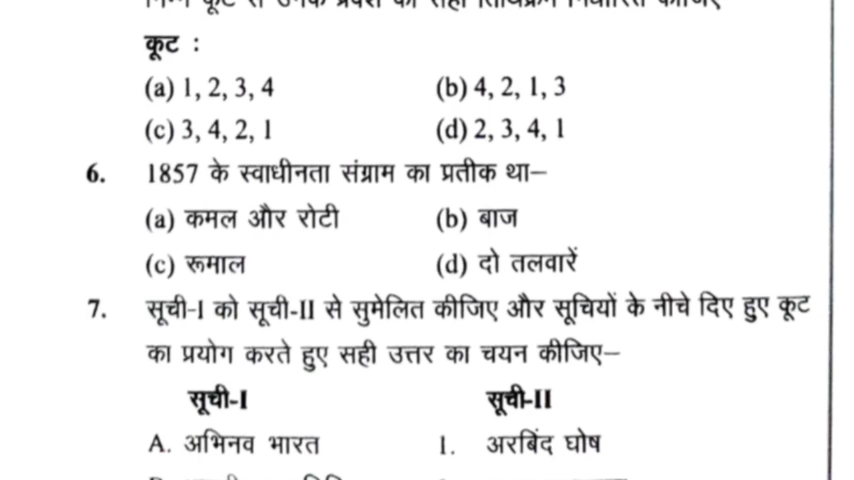 कूट :
(a) 1, 2, 3, 4 (b) 4, 2, 1, 3
(c) 3, 4, 2, 1 (d) 2, 3, 4, 1
6. 1857 के स्वाधीनता संग्राम का प्रतीक था–
(a) कमल और रोटी (b) बाज
(c) रूमाल (d) दो तलवारें
7. सूची-I को सूची-II से सुमेलित कीजिए और सूचियों के नीचे दिए हुए कूट
का प्रयोग करते हुए सही उत्तर का चयन कीजिए–
सूची-I सूची-II
A. अभिनव भारत 1. अरबिंद घोष